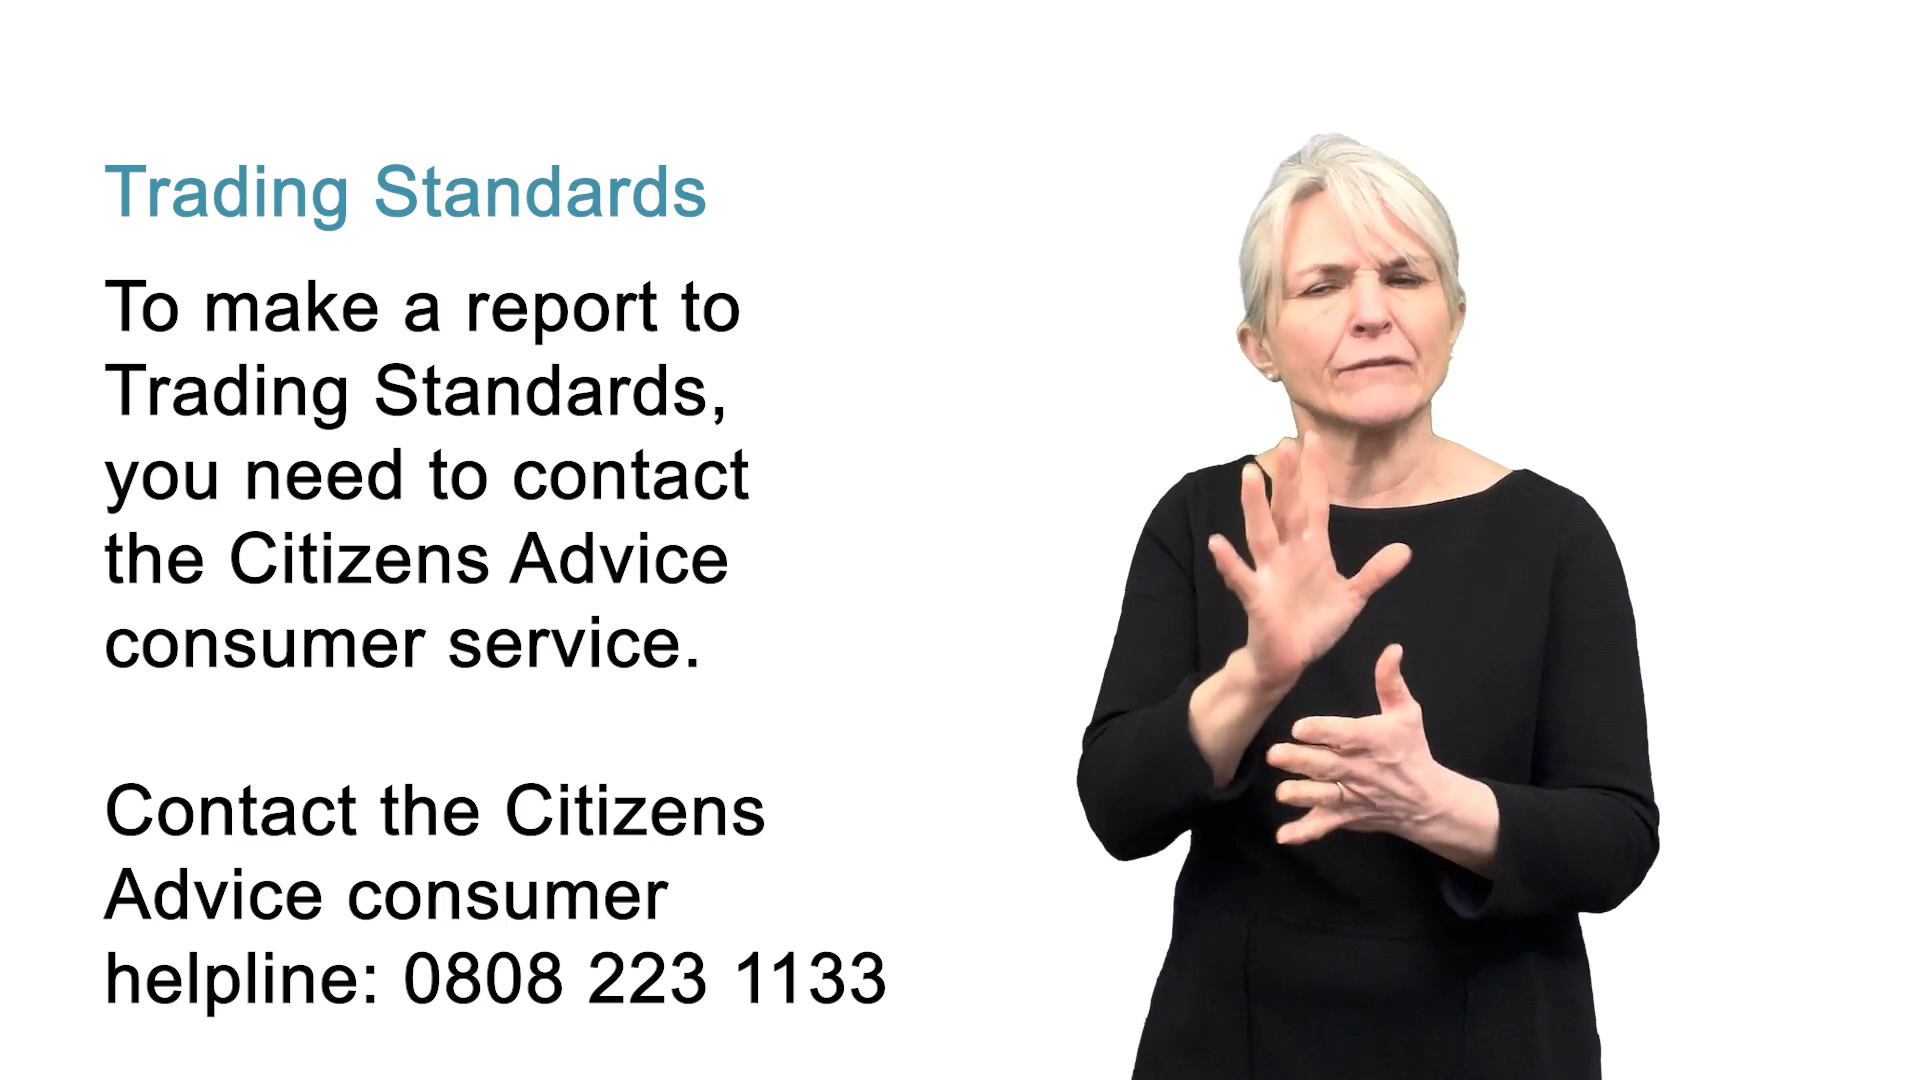 Trading Standards
To make a report to
Trading Standards,
you need to contact
the Citizens Advice
consumer service.
Contact the Citizens
Advice consumer
helpline: 0808 223 1133